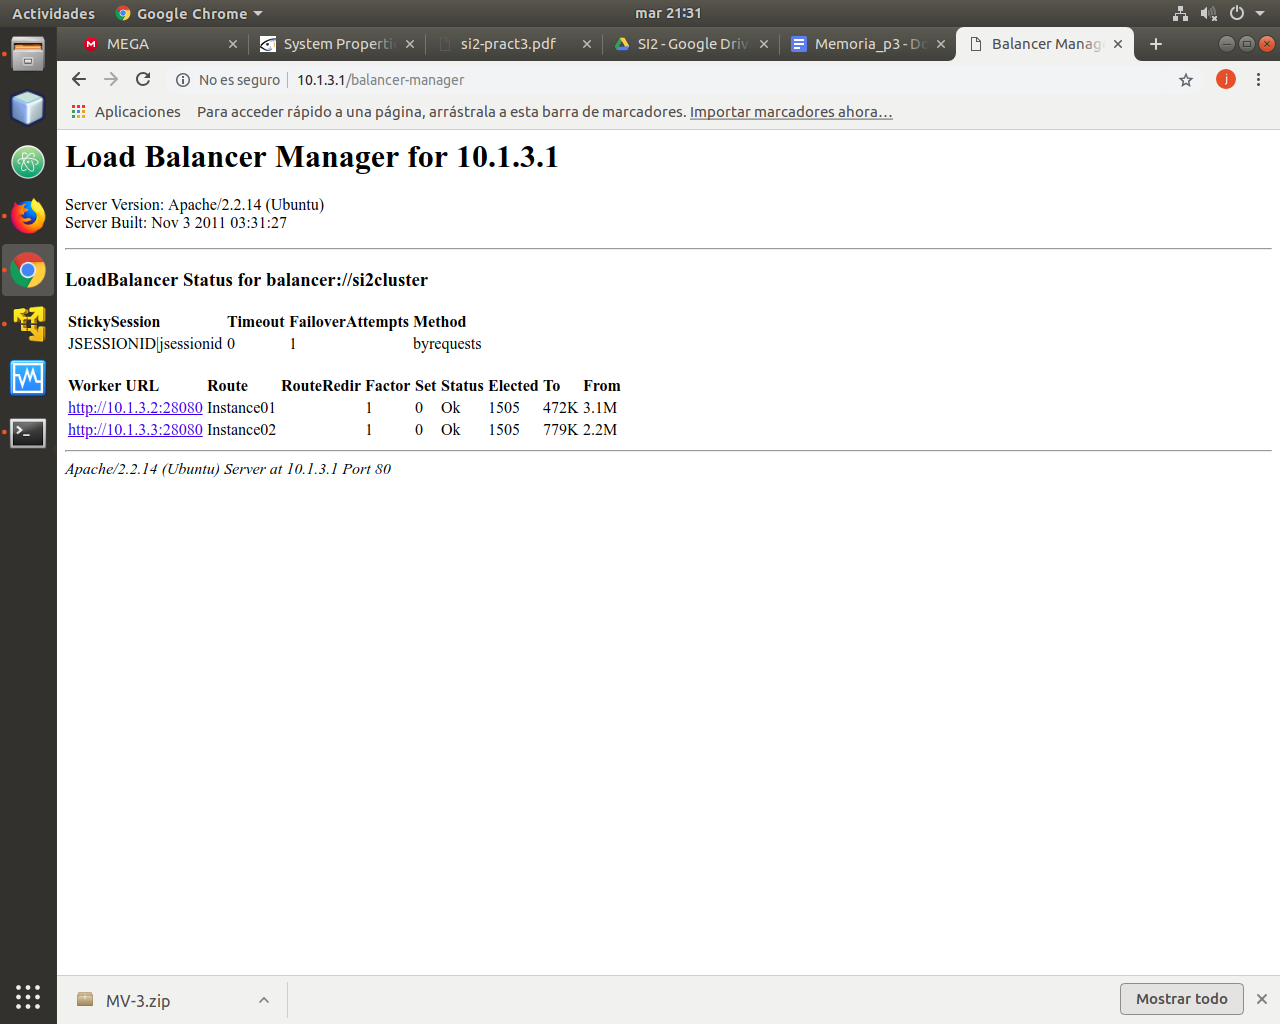 Actividades Google Chrome mar 21:31
MEGA System Properti si2-pract3.pdf SI2 - Google Driv Memoria_p3 - Do Balancer Manag
No es seguro 10.1.3.1/balancer-manager j
Aplicaciones Para acceder rápido a una página, arrástrala a esta barra de marcadores. Importar marcadores ahora…
Load Balancer Manager for 10.1.3.1
Server Version: Apache/2.2.14 (Ubuntu)
Server Built: Nov 3 2011 03:31:27
LoadBalancer Status for balancer://si2cluster
StickySession Timeout FailoverAttempts Method
JSESSIONID|jsessionid 0 1 byrequests
Worker URL Route RouteRedir Factor Set Status Elected To From
http://10.1.3.2:28080 Instance01 1 0 Ok 1505 472K 3.1M
http://10.1.3.3:28080 Instance02 1 0 Ok 1505 779K 2.2M
Apache/2.2.14 (Ubuntu) Server at 10.1.3.1 Port 80
MV-3.zip Mostrar todo